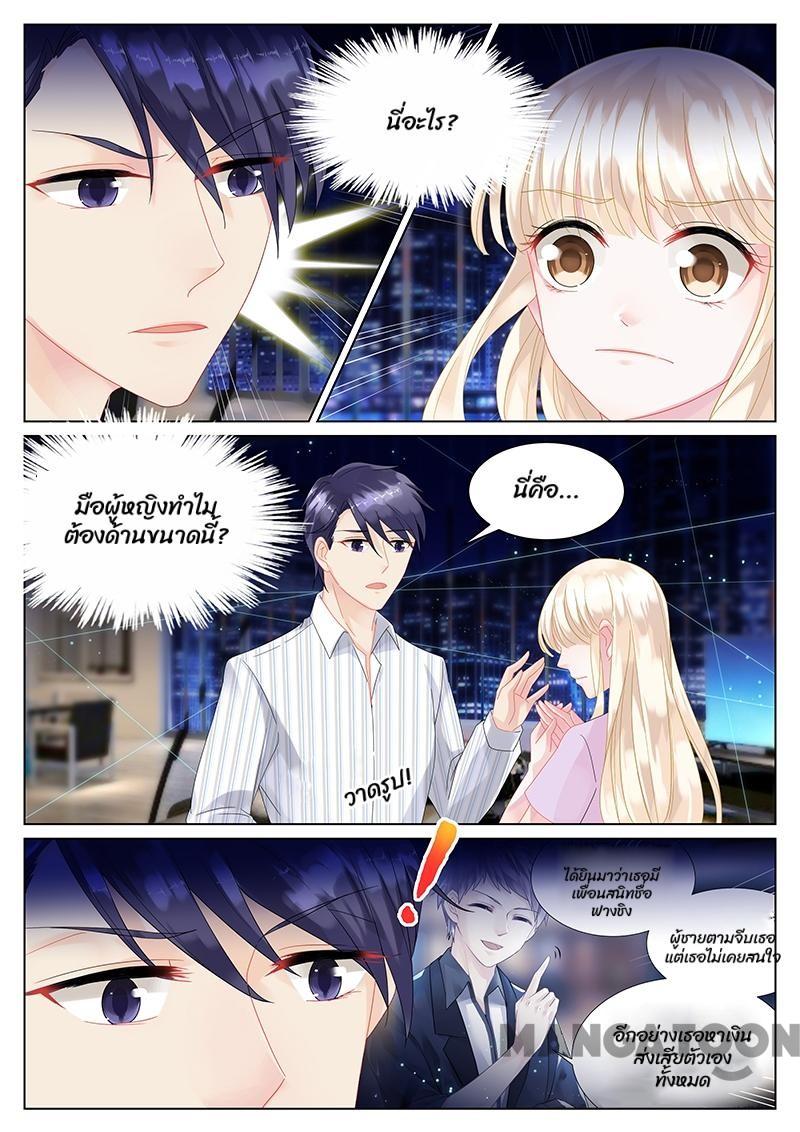 นี่อะไร?
มือผู้หญิงทำไม
ต้องด้านขนาดนี้?
นี่คือ...
วาดรูป!
ได้ยินมาว่าเธอมี
เพื่อนสนิทชื่อ
ฟางชิง
ผู้ชายตามจีบเธอ
แต่เธอไม่เคยสนใจ
อีกอย่างเธอหาเงิน
ส่งเสียตัวเอง
ทั้งหมด
MANGATOON